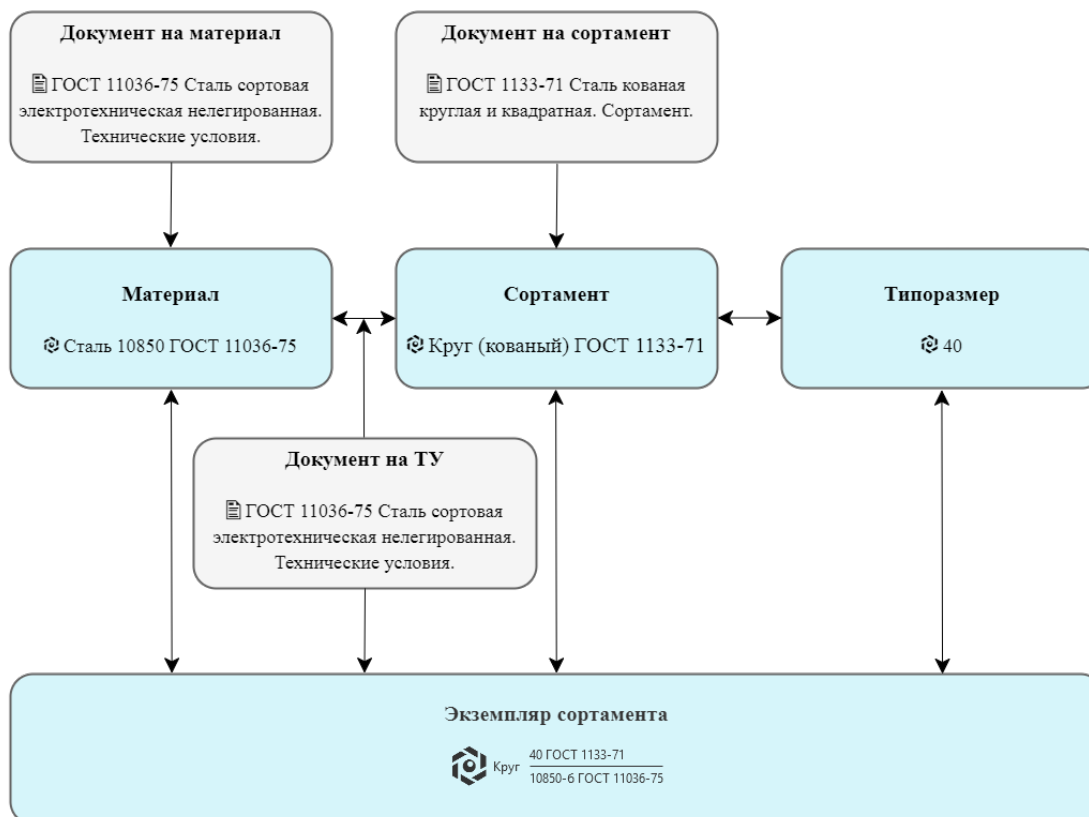 Документ на материал
ГОСТ 11036-75 Сталь сортовая
электротехническая нелегированная.
Технические условия.
Документ на сортамент
ГОСТ 1133-71 Сталь кованая
круглая и квадратная. Сортамент.
Материал
Сталь 10850 ГОСТ 11036-75
Сортамент
Круг (кованый) ГОСТ 1133-71
Типоразмер
40
Документ на ТУ
ГОСТ 11036-75 Сталь сортовая
электротехническая нелегированная.
Технические условия.
Экземпляр сортамента
Круг
40 ГОСТ 1133-71
10850-6 ГОСТ 11036-75